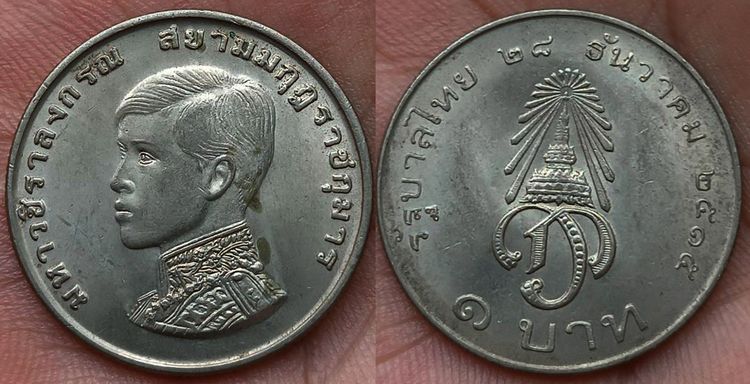 มหาวชิราลงกรณ สยามมกุฎราชกุมาร
รัฐบาลไทย ๒๘ ธันวาคม ๒๕๑๕
๑ บาท